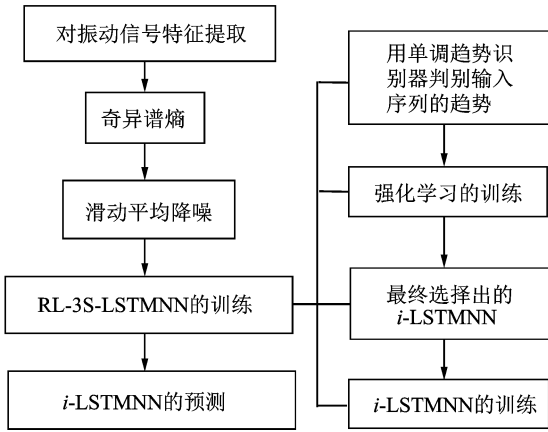 对振动信号特征提取
奇异谱熵
滑动平均降噪
RL-3S-LSTMNN的训练
i-LSTMNN的预测
用单调趋势识
别器判别输入
序列的趋势
强化学习的训练
最终选择出的
i-LSTMNN
i-LSTMNN的训练